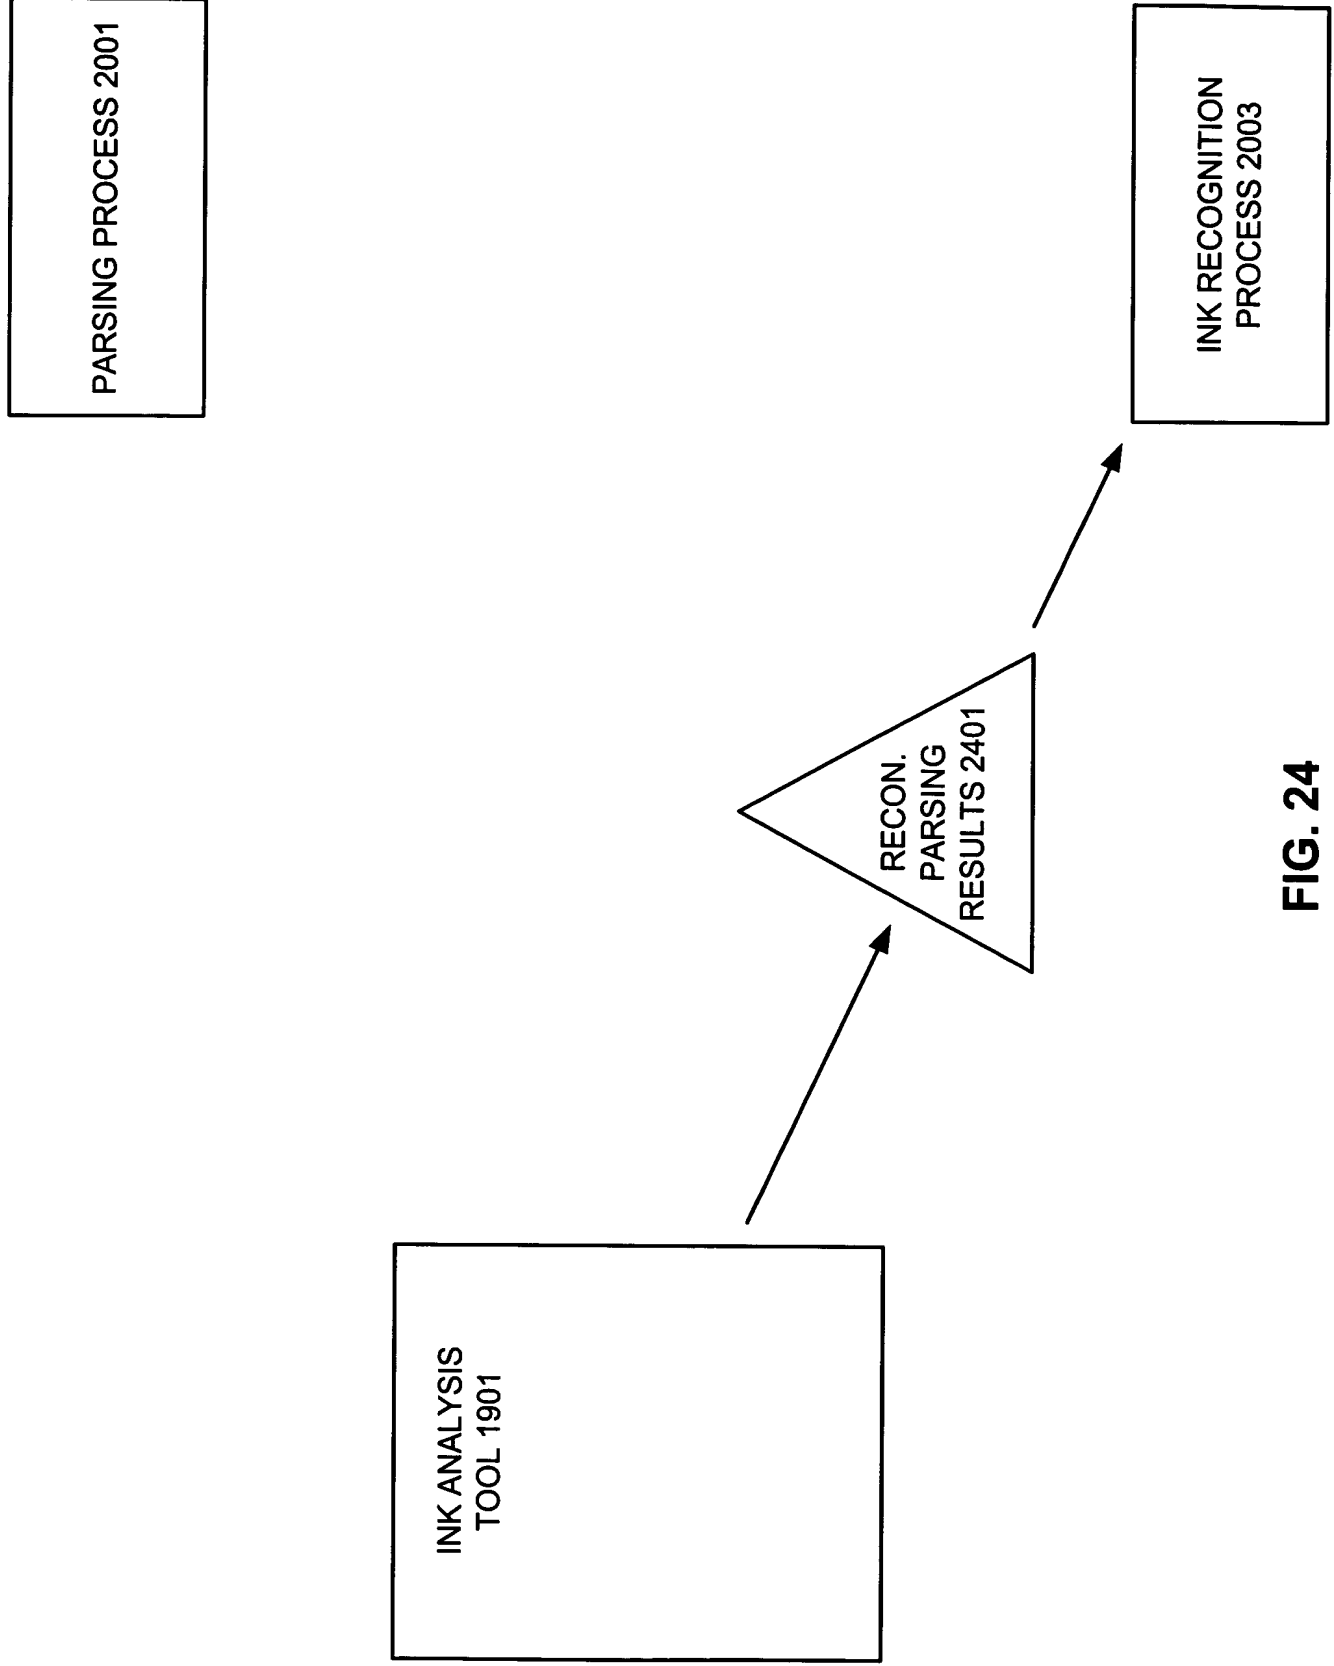 PARSING PROCESS 2001
INK ANALYSIS
TOOL 1901
RECON.
PARSING
RESULTS 2401
INK RECOGNITION
PROCESS 2003
FIG. 24